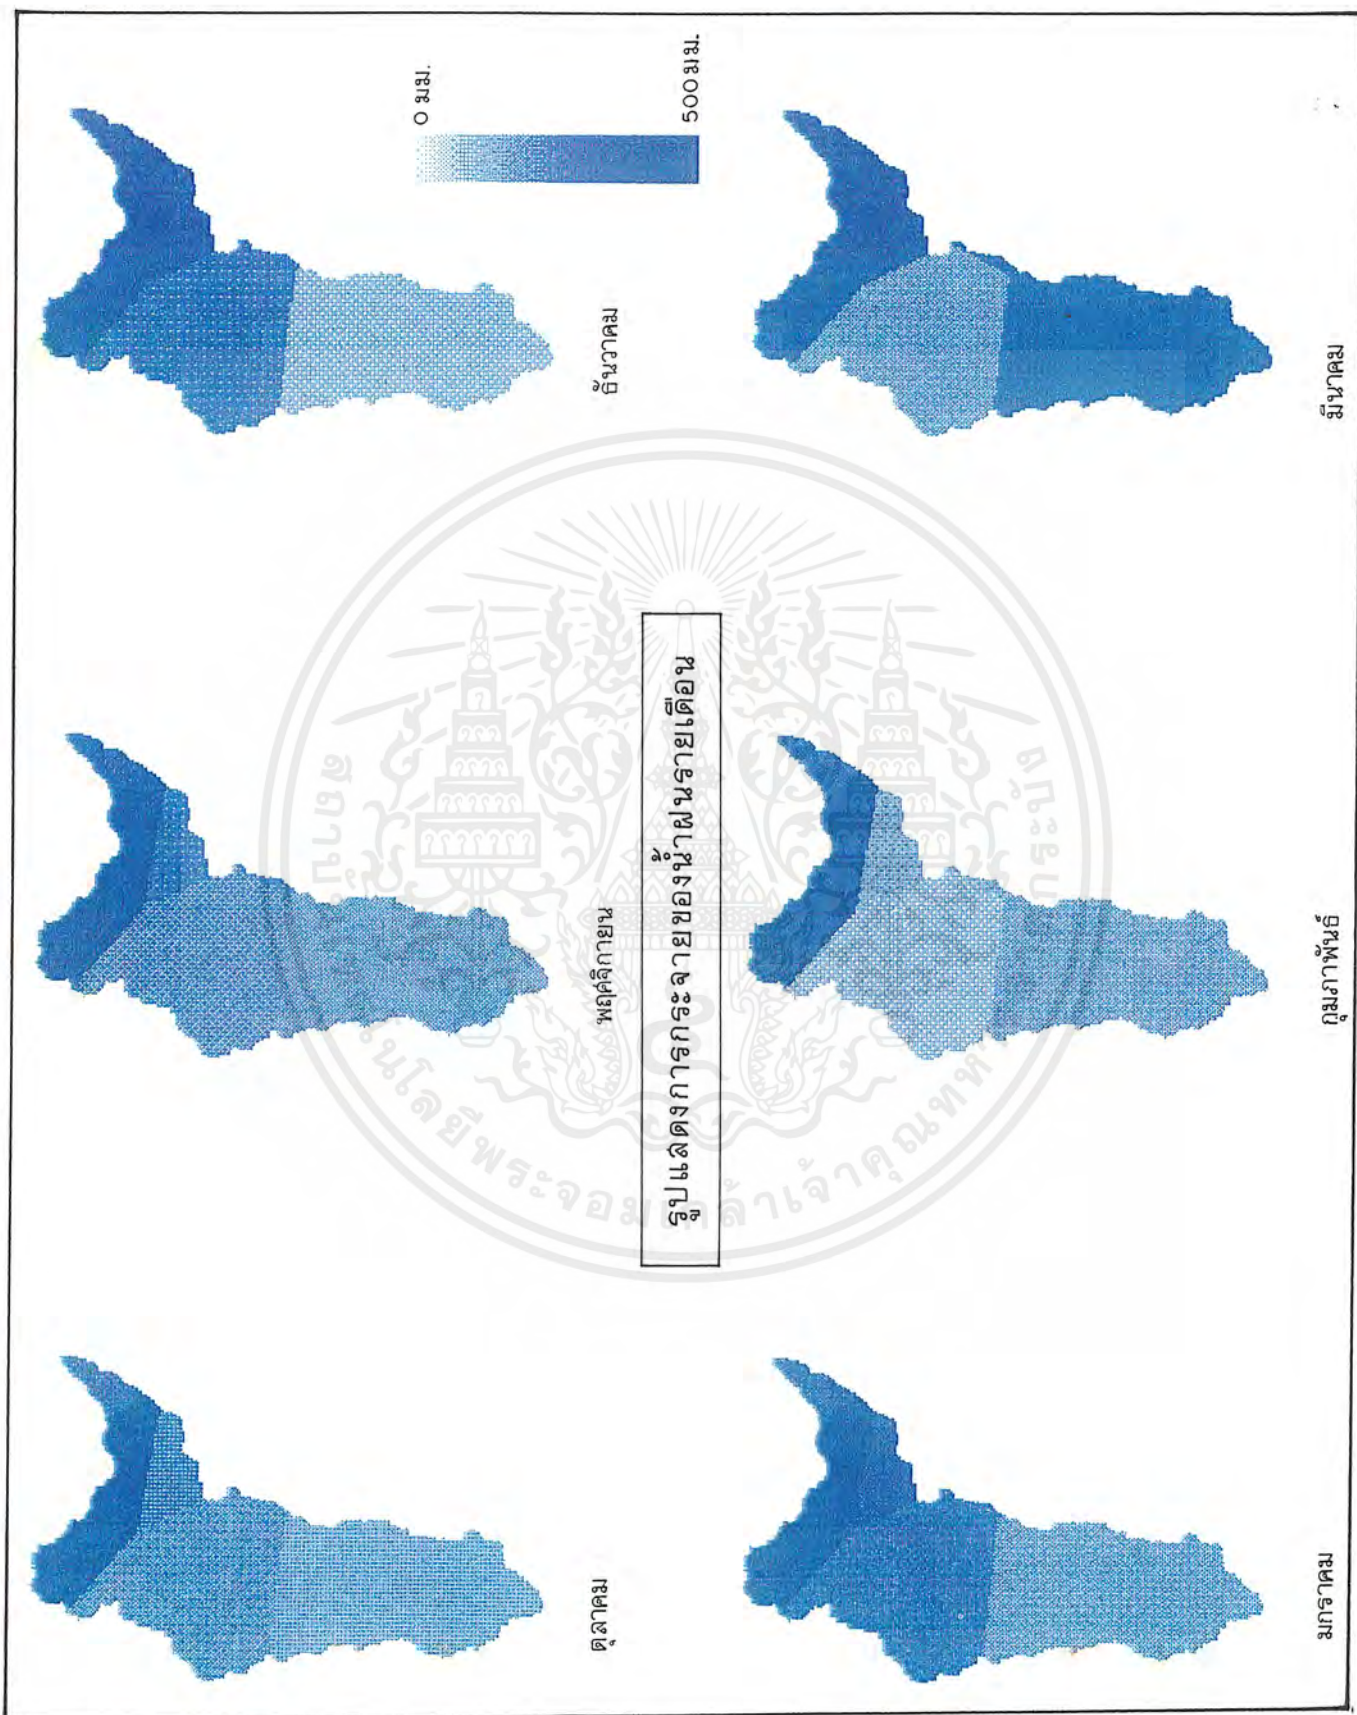 ตุลาคม
พฤศจิกายน
ธันวาคม
0 มม.
500 มม.
รูปแสดงการกระจายของน้ำฝนรายเดือน
มกราคม
กุมภาพันธ์
มีนาคม